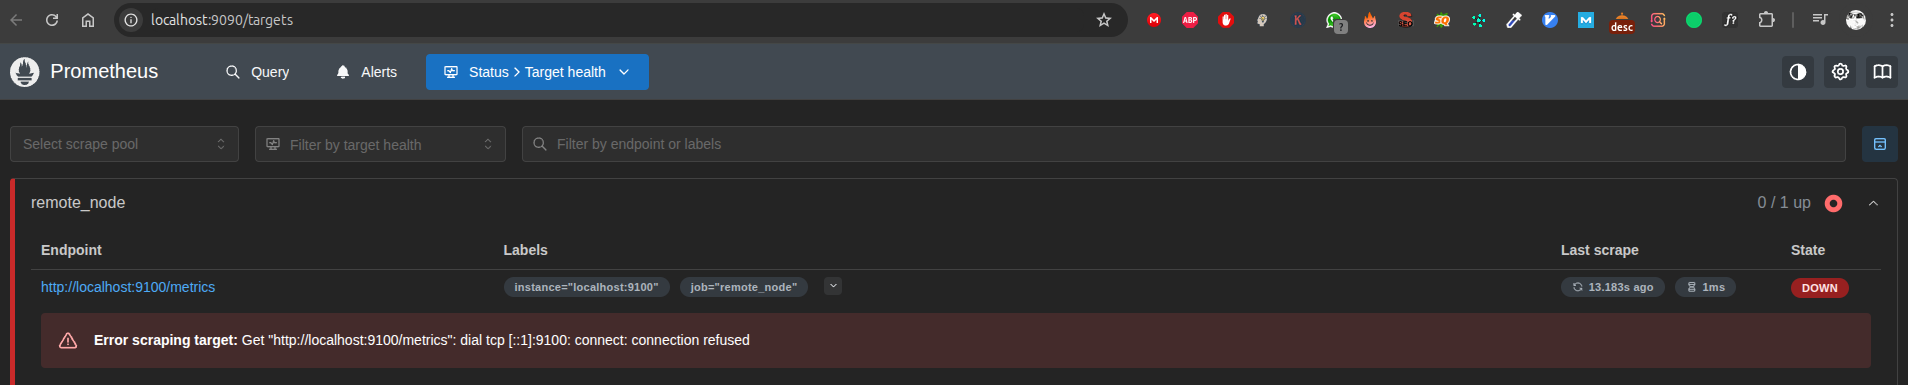 localhost:9090/targets
M ABP K ? S SEO SQ M desc f?
Prometheus Query Alerts Status > Target health
Select scrape pool Filter by target health Filter by endpoint or labels
remote_node 0 / 1 up
Endpoint Labels Last scrape State
http://localhost:9100/metrics instance="localhost:9100" job="remote_node" 13.183s ago 1ms DOWN
Error scraping target: Get "http://localhost:9100/metrics": dial tcp [::1]:9100: connect: connection refused